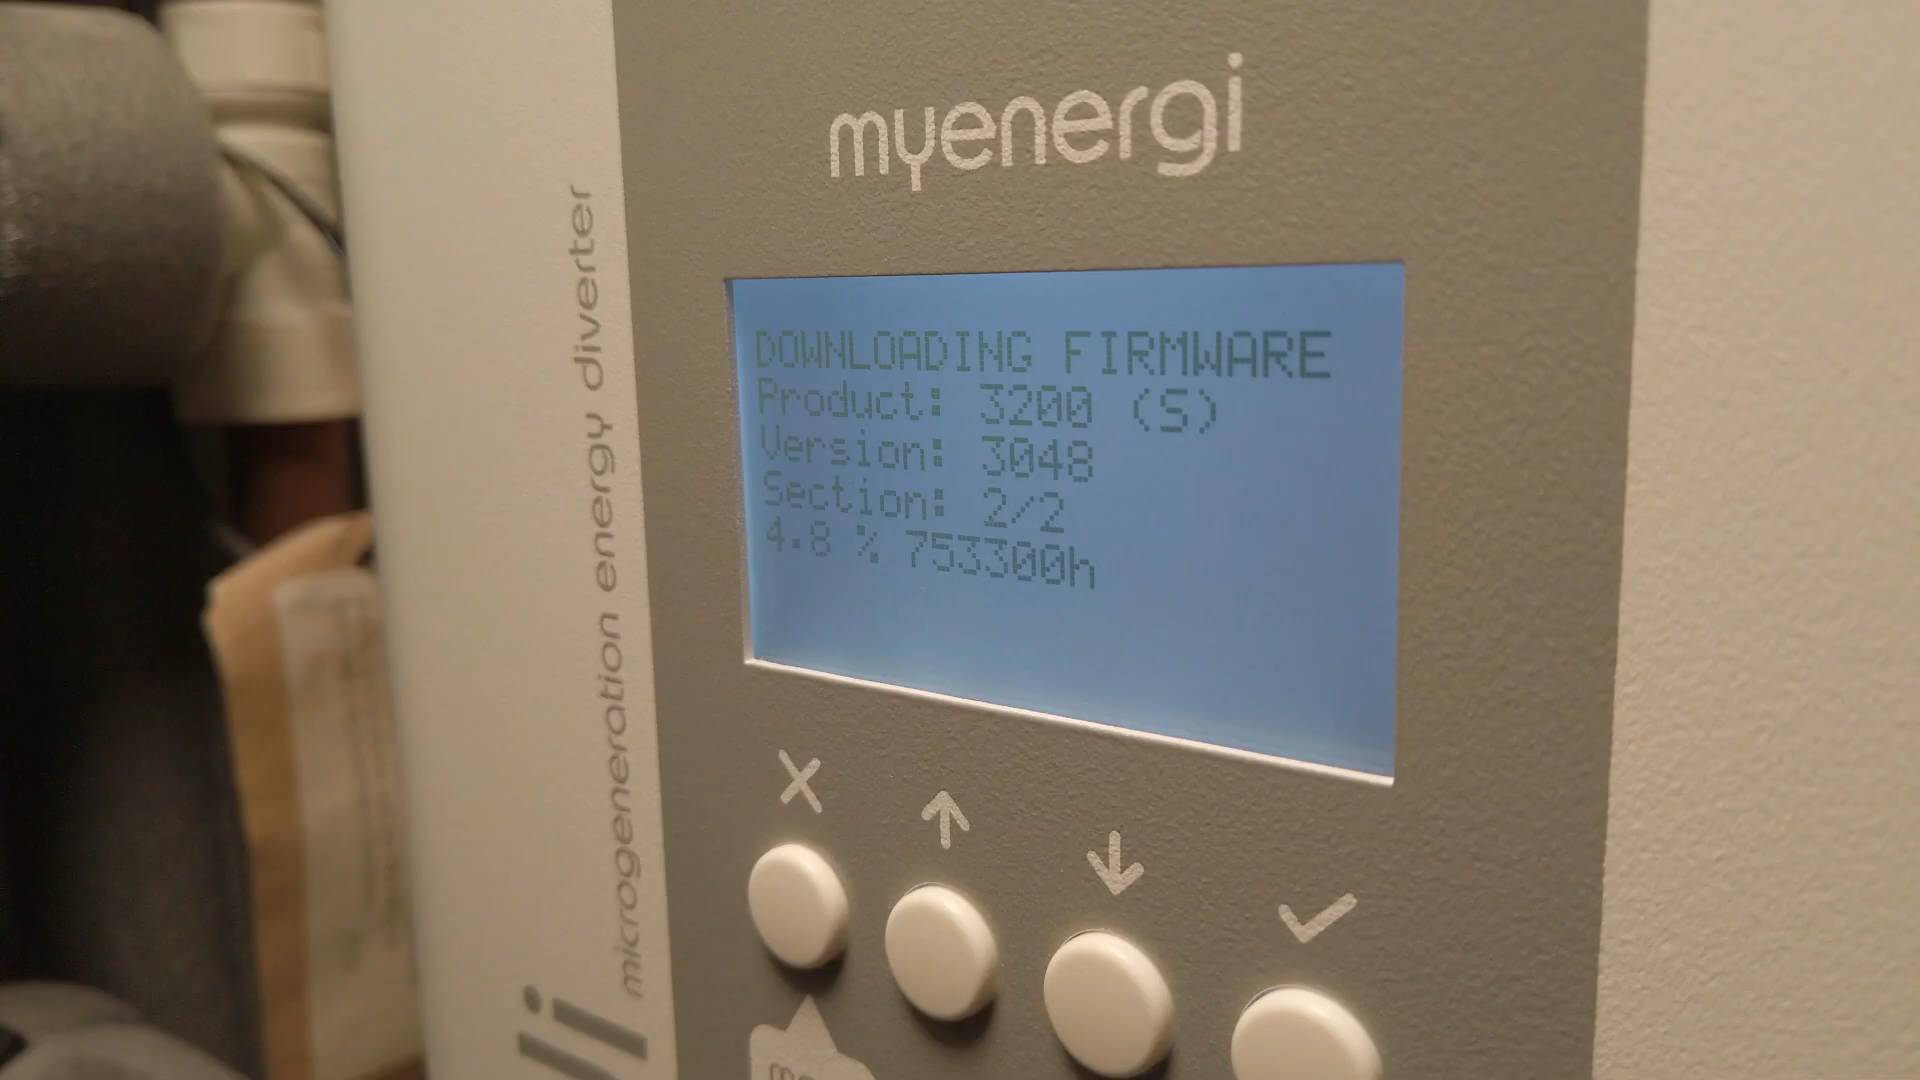 myenergi
DOWNLOADING FIRMWARE
Product: 3200 (S)
Version: 3048
Section: 2/2
4.8 % 753300h
microgeneration energy diverter